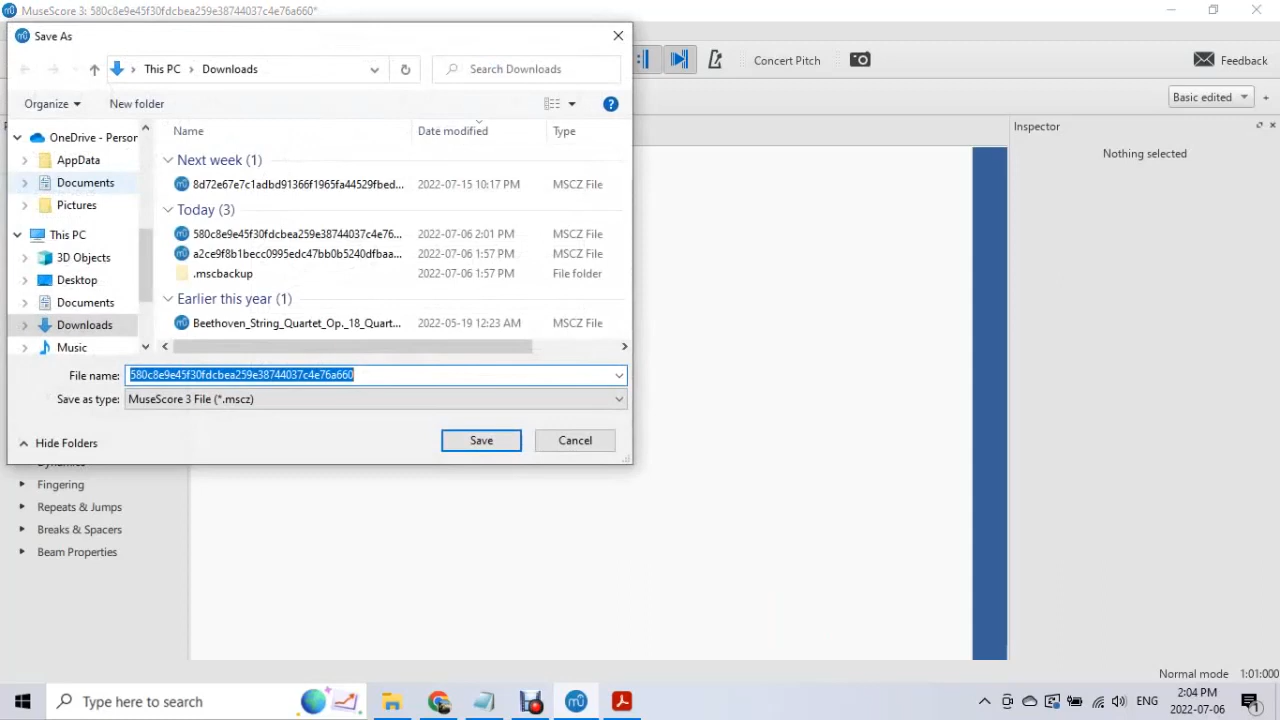 MuseScore 3: 580c8e9e45f30fdcbea259e38744037c4e76a660*
Save As
This PC > Downloads
Search Downloads
Concert Pitch
Feedback
Organize
New folder
Basic edited
OneDrive - Person
AppData
Documents
Pictures
This PC
3D Objects
Desktop
Documents
Downloads
Music
Name
Date modified
Type
Next week (1)
8d72e67e7c1adbd91366f1965fa44529fbed... 2022-07-15 10:17 PM MSCZ File
Today (3)
580c8e9e45f30fdcbea259e38744037c4e76... 2022-07-06 2:01 PM MSCZ File
a2ce9f8b1becc0995edc47bb0b5240dfbaa... 2022-07-06 1:57 PM MSCZ File
.mscbackup 2022-07-06 1:57 PM File folder
Earlier this year (1)
Beethoven_String_Quartet_Op._18_Quart... 2022-05-19 12:23 AM MSCZ File
File name: 580c8e9e45f30fdcbea259e38744037c4e76a660
Save as type: MuseScore 3 File (*.mscz)
Hide Folders
Save
Cancel
Inspector
Nothing selected
Fingering
Repeats & Jumps
Breaks & Spacers
Beam Properties
Normal mode 1:01:000
Type here to search
ENG
2:04 PM
2022-07-06
1